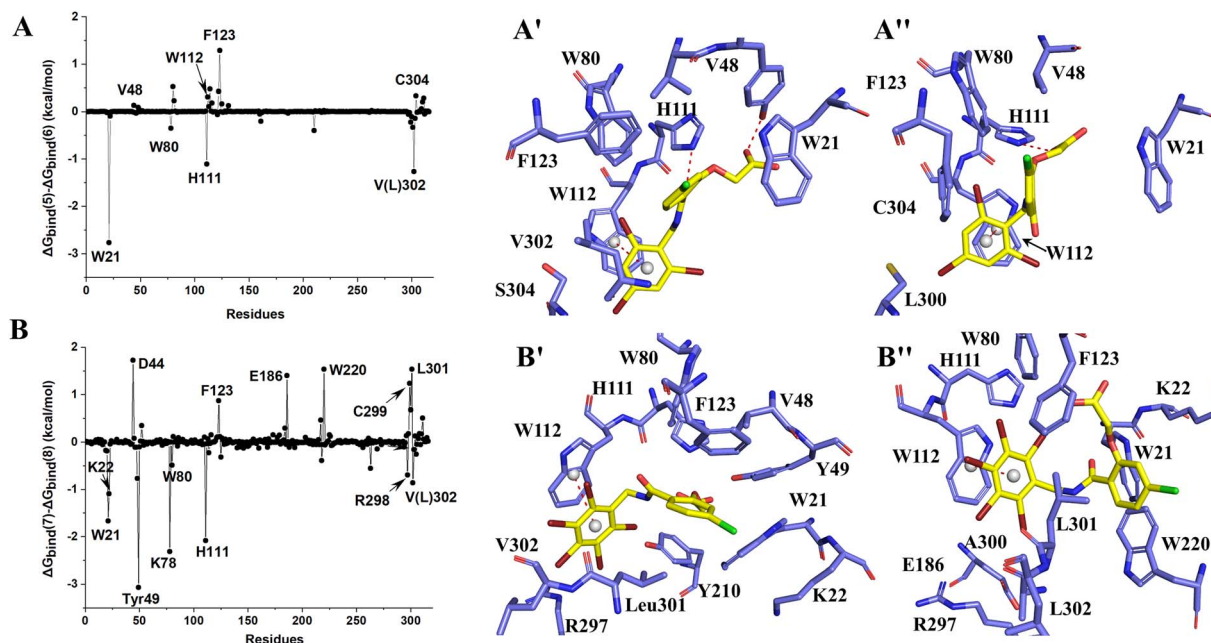 A
ΔGbind(5)-ΔGbind(6) (kcal/mol)
2
1
0
-1
-2
-3
0 50 100 150 200 250 300
Residues
F123
W112
V48
C304
W80
H111
V(L)302
W21
A'
W80
V48
H111
F123
W21
W112
V302
S304
A''
W80
V48
F123
H111
W21
C304
W112
L300
B
ΔGbind(7)-ΔGbind(8) (kcal/mol)
2
1
0
-1
-2
-3
0 50 100 150 200 250 300
Residues
D44
L301
E186
W220
F123
C299
K22
W80
R298
V(L)302
W21
K78
H111
Tyr49
B'
W80
H111
F123
V48
W112
Y49
W21
V302
Y210
Leu301
K22
R297
B''
W80
H111
F123
K22
W112
W21
L301
A300
W220
E186
L302
R297